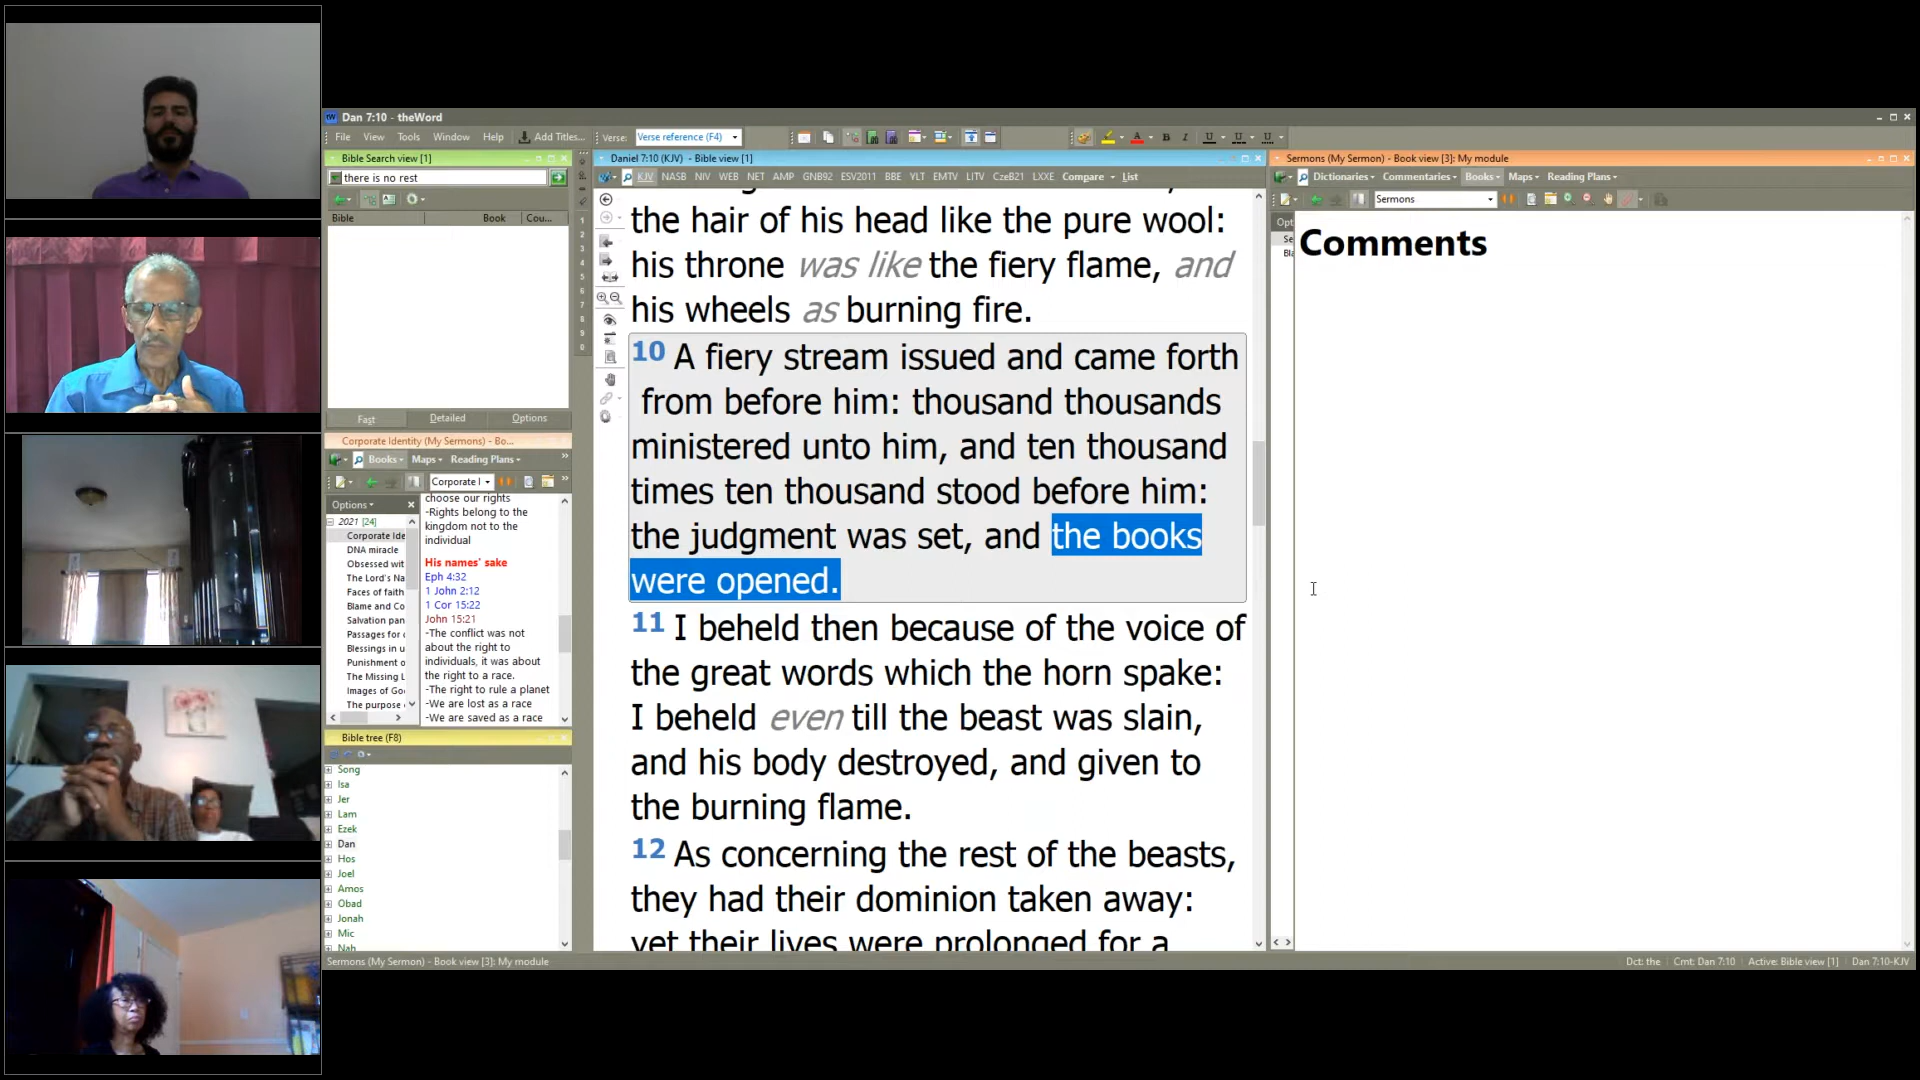 Dan 7:10 - theWord
File View Tools Window Help Add Titles... Verse: Verse reference (F4)
Bible Search view [1]
there is no rest
Bible Book Cou...
Fast Detailed Options
Corporate Identity (My Sermons) - Bo...
Books Maps Reading Plans
Corporate I
Options
2021 [24]
Corporate Ide
DNA miracle
Obsessed wit
The Lord's Na
Faces of faith
Blame and Co
Salvation pan
Passages for
Blessings in u
Punishment o
The Missing L
Images of Go
The purpose
choose our rights
-Rights belong to the
kingdom not to the
individual
His names' sake
Eph 4:32
1 John 2:12
1 Cor 15:22
John 15:21
-The conflict was not
about the right to
individuals, it was about
the right to a race.
-The right to rule a planet
-We are lost as a race
-We are saved as a race
Bible tree (F8)
Song
Isa
Jer
Lam
Ezek
Dan
Hos
Joel
Amos
Obad
Jonah
Mic
Nah
Daniel 7:10 (KJV) - Bible view [1]
KJV NASB NIV WEB NET AMP GNB92 ESV2011 BBE YLT EMTV LITV CzeB21 LXXE Compare List
the hair of his head like the pure wool:
his throne was like the fiery flame, and
his wheels as burning fire.
10 A fiery stream issued and came forth
from before him: thousand thousands
ministered unto him, and ten thousand
times ten thousand stood before him:
the judgment was set, and the books
were opened.
11 I beheld then because of the voice of
the great words which the horn spake:
I beheld even till the beast was slain,
and his body destroyed, and given to
the burning flame.
12 As concerning the rest of the beasts,
they had their dominion taken away:
yet their lives were prolonged for a
Sermons (My Sermon) - Book view [3]: My module
Dictionaries Commentaries Books Maps Reading Plans
Sermons
Opt
Se
Bla
Comments
Sermons (My Sermon) - Book view [3]: My module
Dct: the Cmt: Dan 7:10 Active: Bible view [1] Dan 7:10-KJV